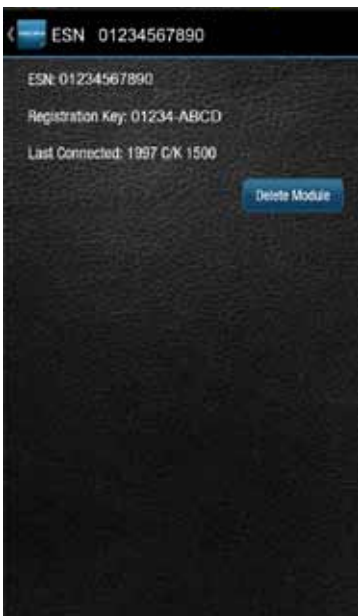 ESN 01234567890
ESN: 01234567890
Registration Key: 01234-ABCD
Last Connected: 1997 C/K 1500
Delete Module